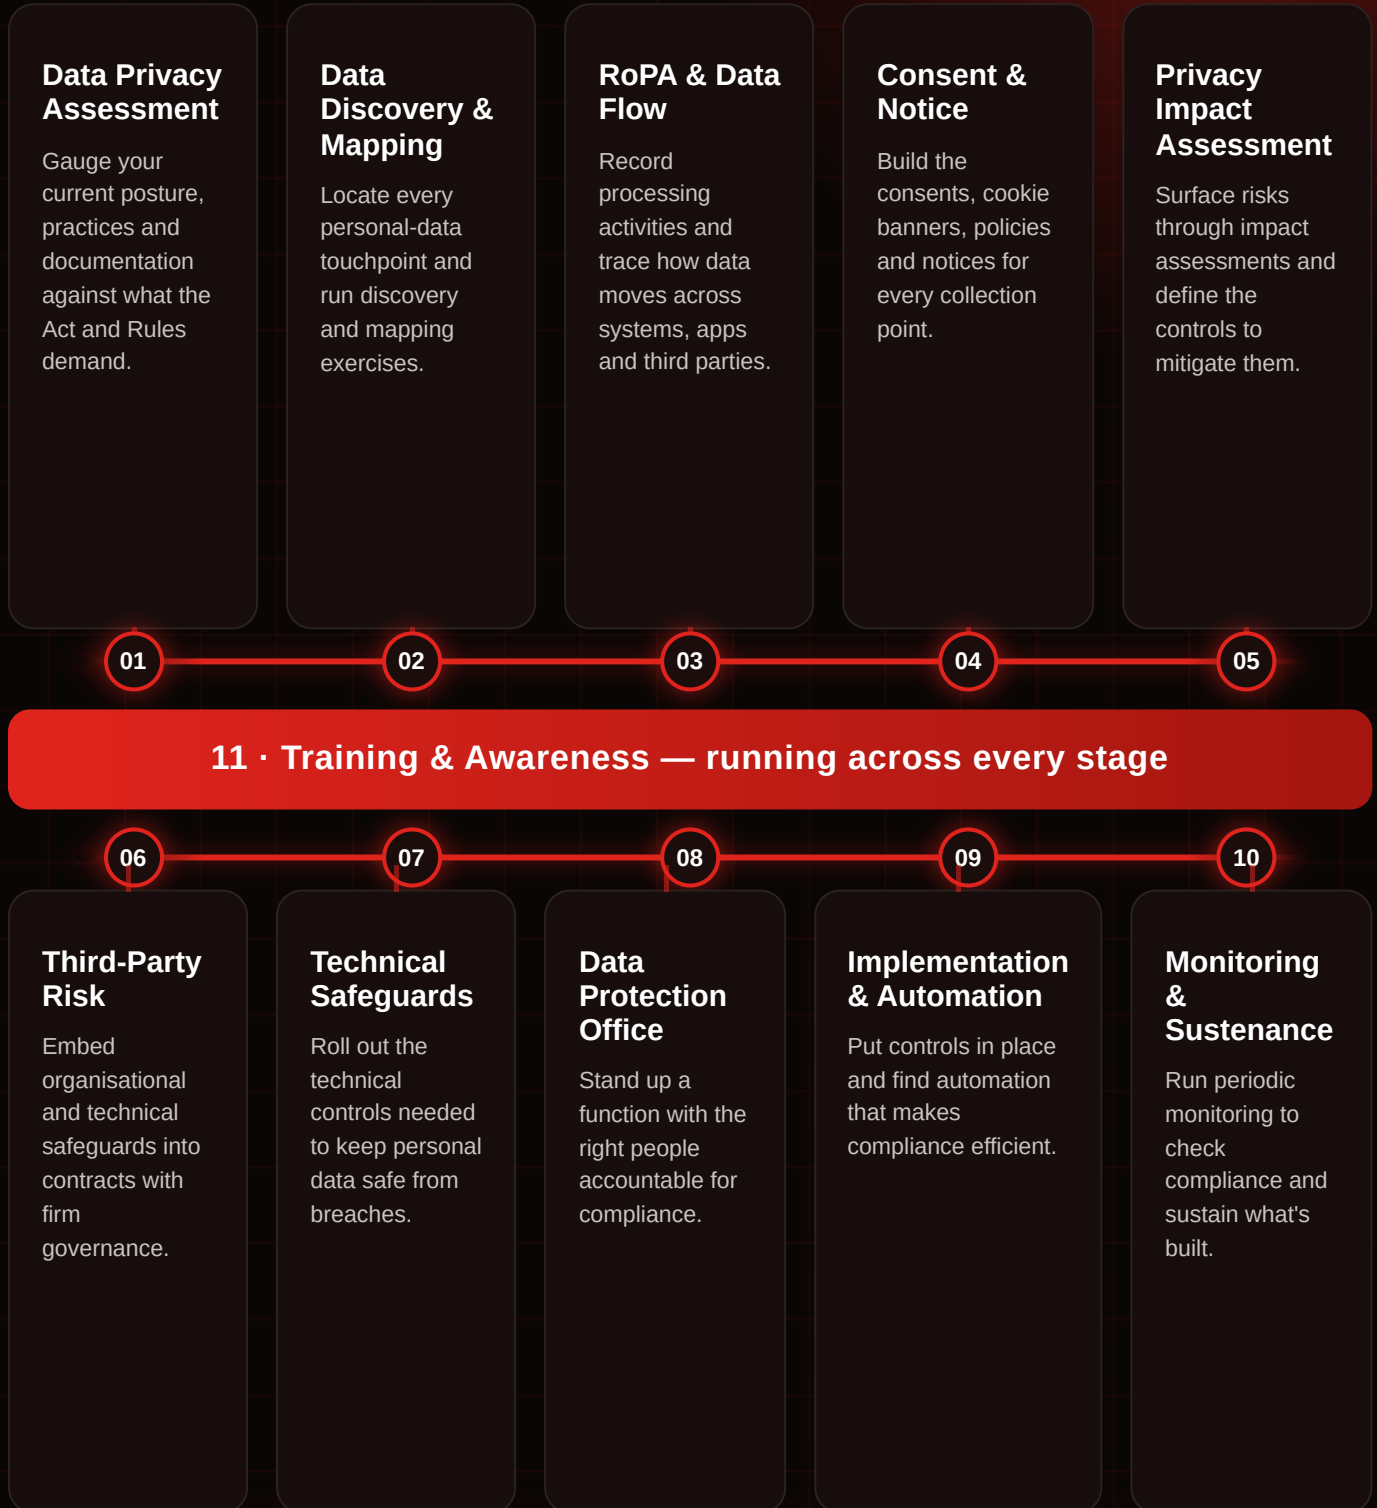 Data Privacy
Assessment
Gauge your
current posture,
practices and
documentation
against what the
Act and Rules
demand.
Data
Discovery &
Mapping
Locate every
personal-data
touchpoint and
run discovery
and mapping
exercises.
RoPA & Data
Flow
Record
processing
activities and
trace how data
moves across
systems, apps
and third parties.
Consent &
Notice
Build the
consents, cookie
banners, policies
and notices for
every collection
point.
Privacy
Impact
Assessment
Surface risks
through impact
assessments and
define the
controls to
mitigate them.
01
02
03
04
05
11 · Training & Awareness — running across every stage
06
07
08
09
10
Third-Party
Risk
Embed
organisational
and technical
safeguards into
contracts with
firm
governance.
Technical
Safeguards
Roll out the
technical
controls needed
to keep personal
data safe from
breaches.
Data
Protection
Office
Stand up a
function with the
right people
accountable for
compliance.
Implementation
& Automation
Put controls in place
and find automation
that makes
compliance efficient.
Monitoring
&
Sustenance
Run periodic
monitoring to
check
compliance and
sustain what's
built.